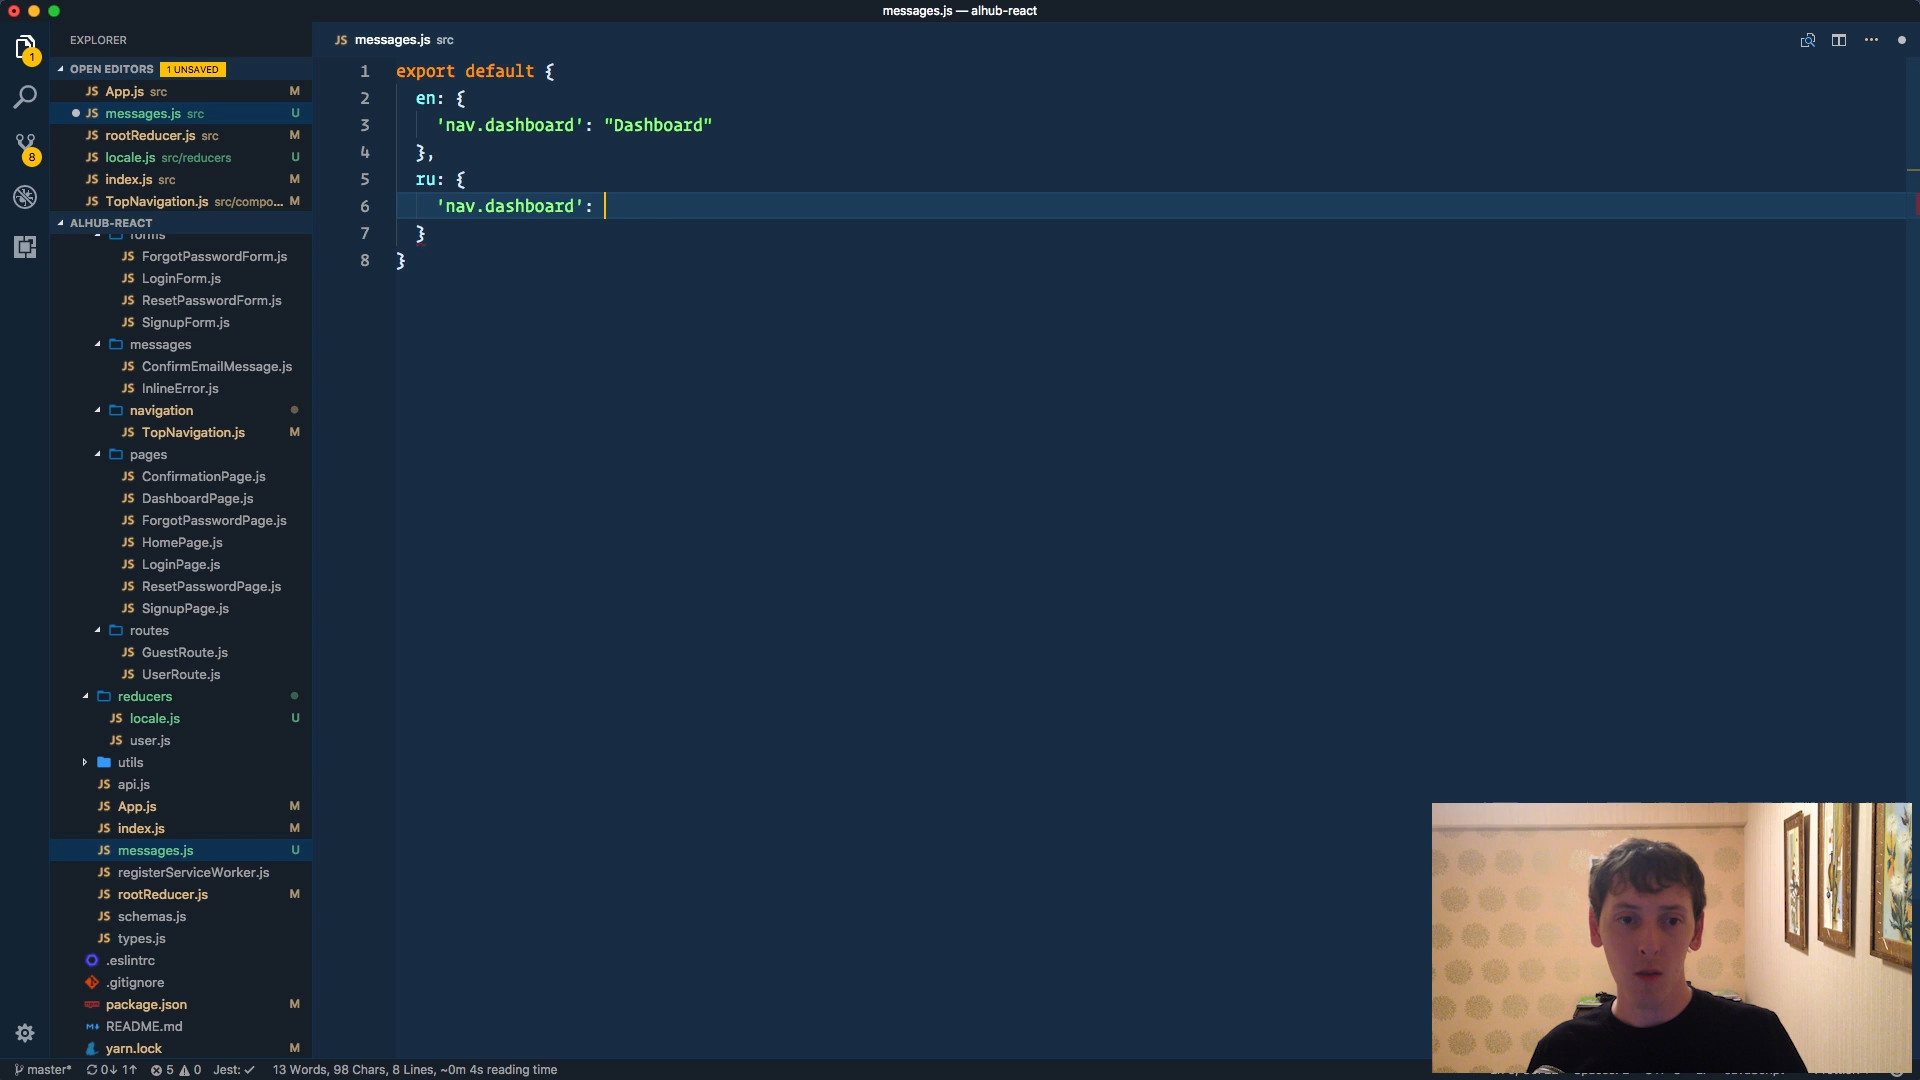 messages.js — alhub-react
EXPLORER
OPEN EDITORS 1 UNSAVED
JS App.js src M
JS messages.js src U
JS rootReducer.js src M
JS locale.js src/reducers U
JS index.js src M
JS TopNavigation.js src/compo... M
ALHUB-REACT
forms
JS ForgotPasswordForm.js
JS LoginForm.js
JS ResetPasswordForm.js
JS SignupForm.js
messages
JS ConfirmEmailMessage.js
JS InlineError.js
navigation
JS TopNavigation.js M
pages
JS ConfirmationPage.js
JS DashboardPage.js
JS ForgotPasswordPage.js
JS HomePage.js
JS LoginPage.js
JS ResetPasswordPage.js
JS SignupPage.js
routes
JS GuestRoute.js
JS UserRoute.js
reducers
JS locale.js U
JS user.js
utils
JS api.js
JS App.js M
JS index.js M
JS messages.js U
JS registerServiceWorker.js
JS rootReducer.js M
JS schemas.js
JS types.js
.eslintrc
.gitignore
package.json M
README.md
yarn.lock M
1
8
JS messages.js src
1 export default {
2 en: {
3 'nav.dashboard': "Dashboard"
4 },
5 ru: {
6 'nav.dashboard':
7 }
8 }
master* 0↓ 1↑ 5 0 Jest: ✓ 13 Words, 98 Chars, 8 Lines, ~0m 4s reading time